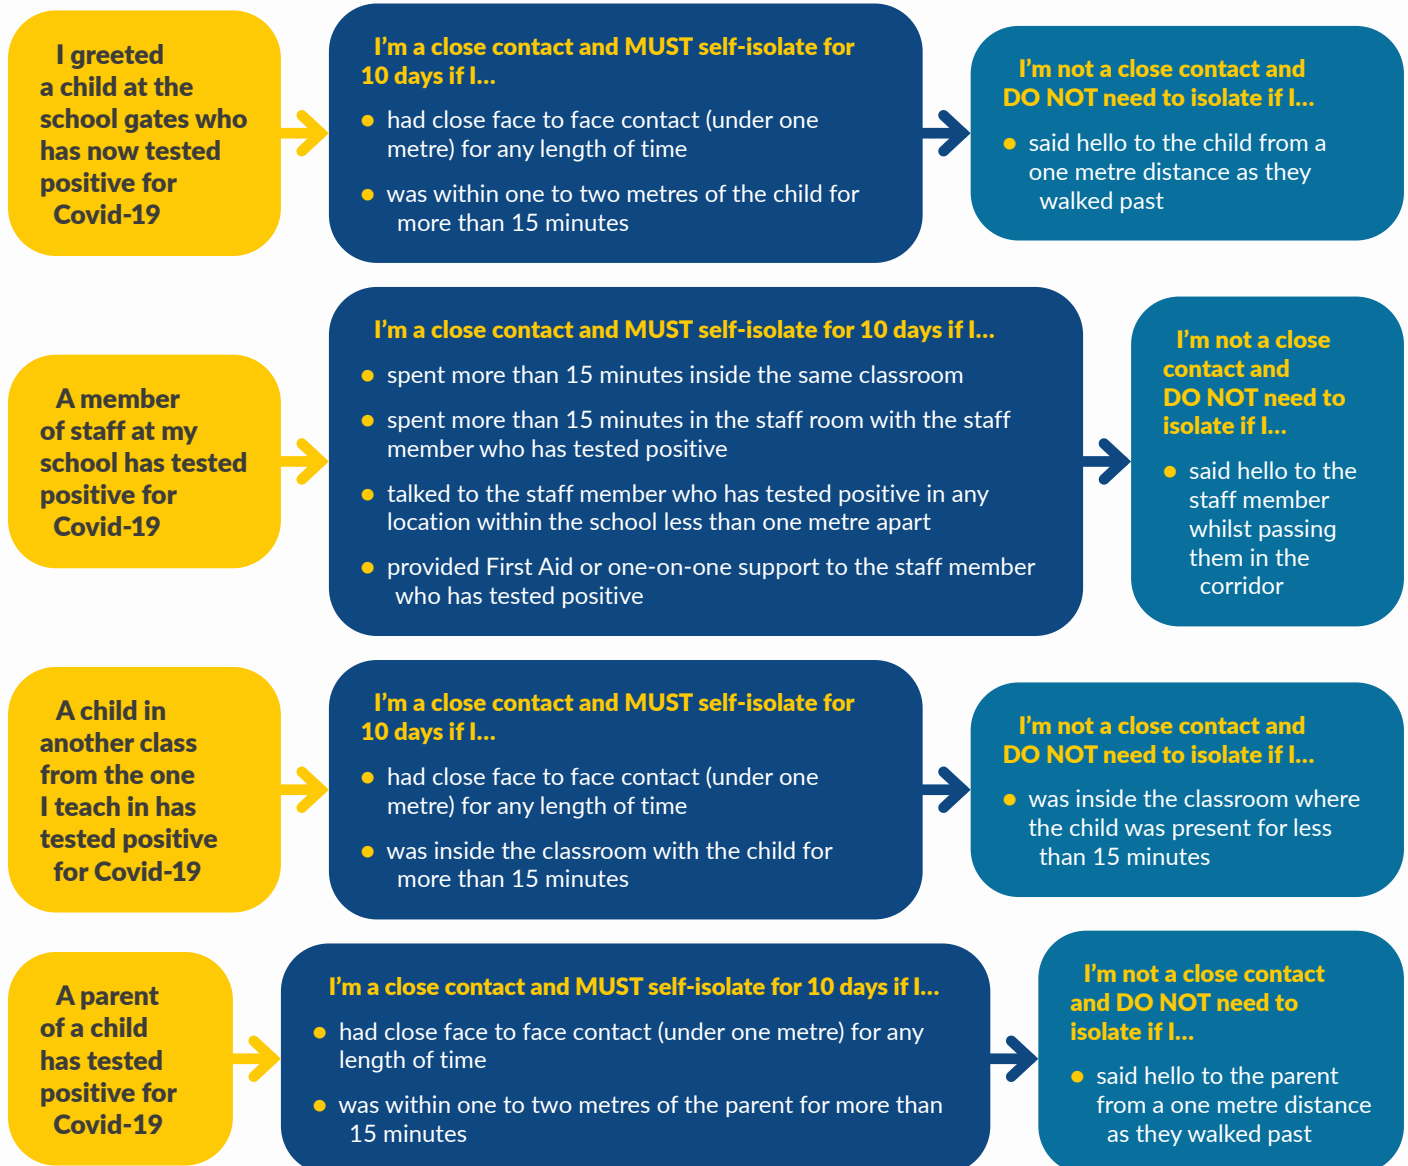 I greeted
a child at the
school gates who
has now tested
positive for
Covid-19
I'm a close contact and MUST self-isolate for
10 days if I...
• had close face to face contact (under one
metre) for any length of time
• was within one to two metres of the child for
more than 15 minutes
I'm not a close contact and
DO NOT need to isolate if I...
• said hello to the child from a
one metre distance as they
walked past
A member
of staff at my
school has tested
positive for
Covid-19
I'm a close contact and MUST self-isolate for 10 days if I...
• spent more than 15 minutes inside the same classroom
• spent more than 15 minutes in the staff room with the staff
member who has tested positive
• talked to the staff member who has tested positive in any
location within the school less than one metre apart
• provided First Aid or one-on-one support to the staff member
who has tested positive
I'm not a close
contact and
DO NOT need to
isolate if I...
• said hello to the
staff member
whilst passing
them in the
corridor
A child in
another class
from the one
I teach in has
tested positive
for Covid-19
I'm a close contact and MUST self-isolate for
10 days if I...
• had close face to face contact (under one
metre) for any length of time
• was inside the classroom with the child for
more than 15 minutes
I'm not a close contact and
DO NOT need to isolate if I...
• was inside the classroom where
the child was present for less
than 15 minutes
A parent
of a child
has tested
positive for
Covid-19
I'm a close contact and MUST self-isolate for 10 days if I...
• had close face to face contact (under one metre) for any
length of time
• was within one to two metres of the parent for more than
15 minutes
I'm not a close contact
and DO NOT need to
isolate if I...
• said hello to the parent
from a one metre distance
as they walked past